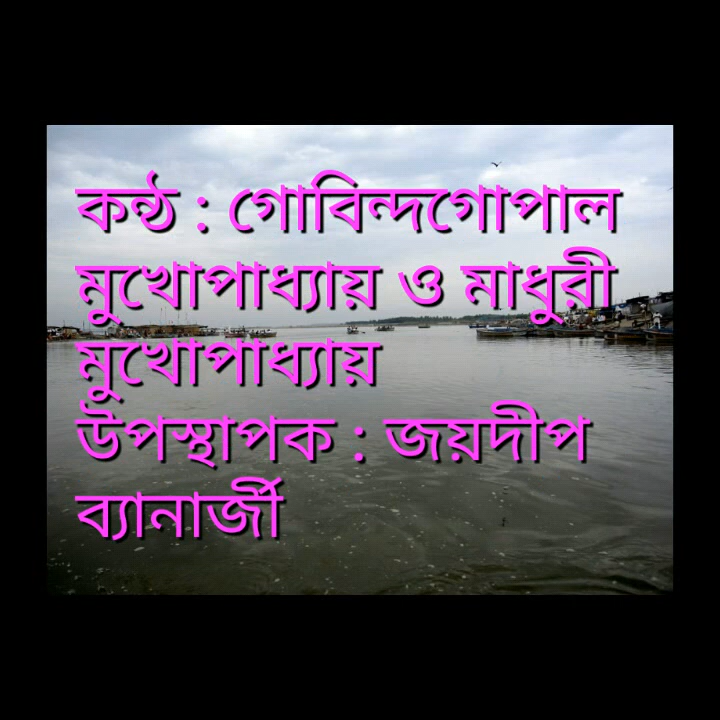 কন্ঠ : গোবিন্দগোপাল
মুখোপাধ্যায় ও মাধুরী
মুখোপাধ্যায়
উপস্থাপক : জয়দীপ
ব্যানার্জী